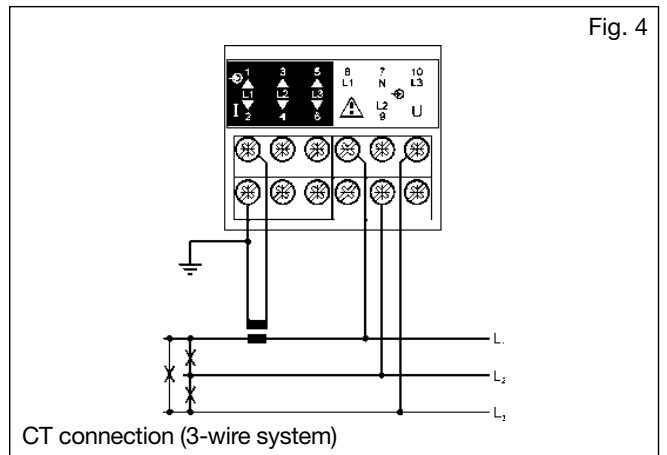 Fig. 4
1 3 5 8 7 10
L1 N L3
L1 L2 L3
L2
I 2 4 6 9 U
L₁
L₂
L₃
CT connection (3-wire system)